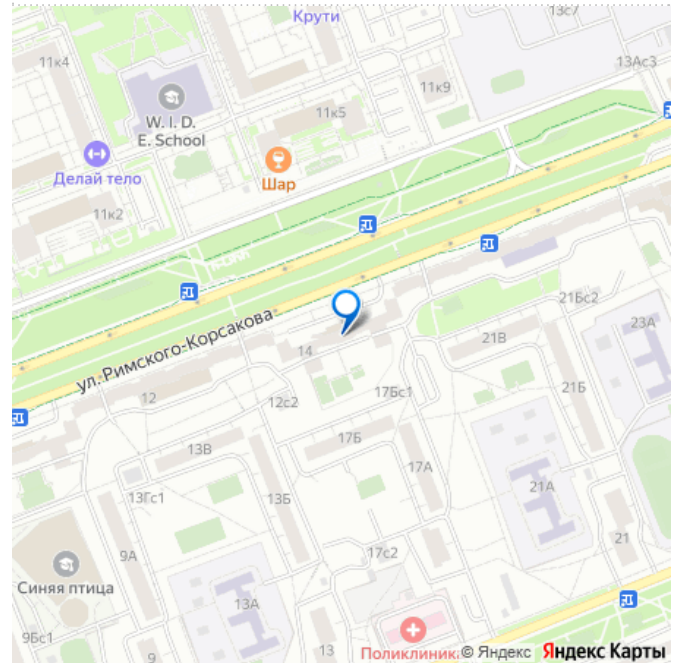 Крути
13с7
11к4
13Ас3
11к9
W. I. D.
E. School
11к5
Делай тело
Шар
11к2
ул. Римского-Корсакова
21Бс2
23А
14
21В
12
12с2
17Бс1
21Б
17Б
13В
17А
13Гс1
13Б
21А
9А
17с2
21
Синяя птица
13А
9Бс1
9
13
Поликлиника
© Яндекс Яндекс Карты